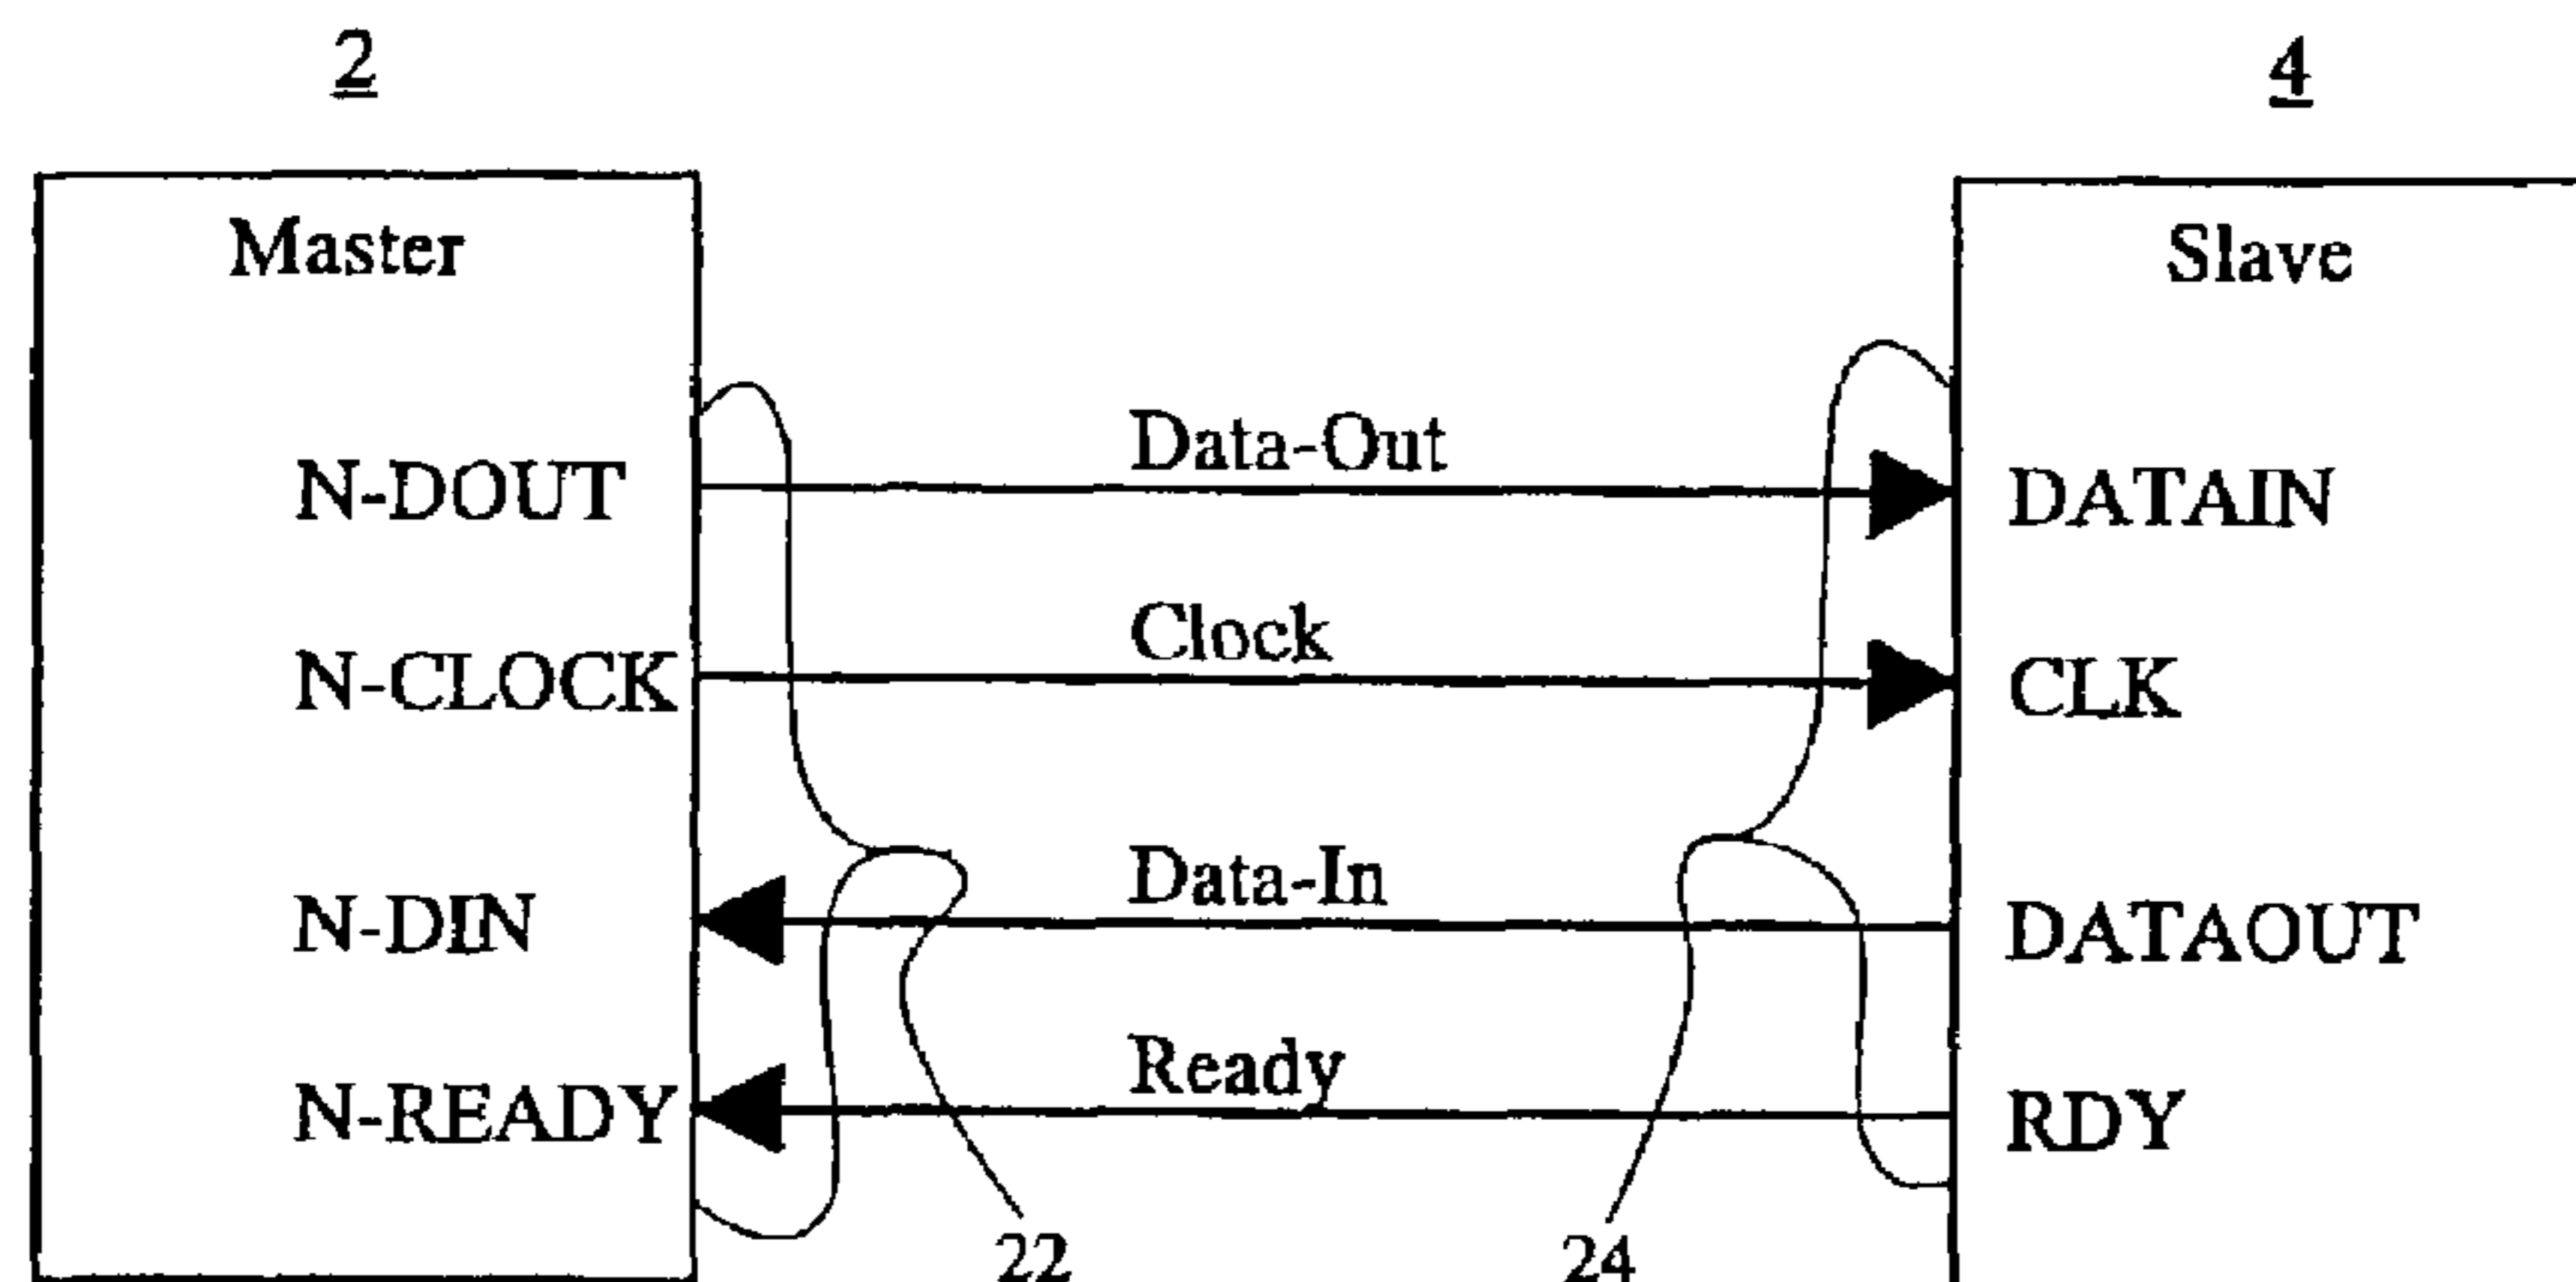 2
4
Master
Slave
Data-Out
N-DOUT
DATAIN
Clock
N-CLOCK
CLK
Data-In
N-DIN
DATAOUT
Ready
N-READY
RDY
22
24